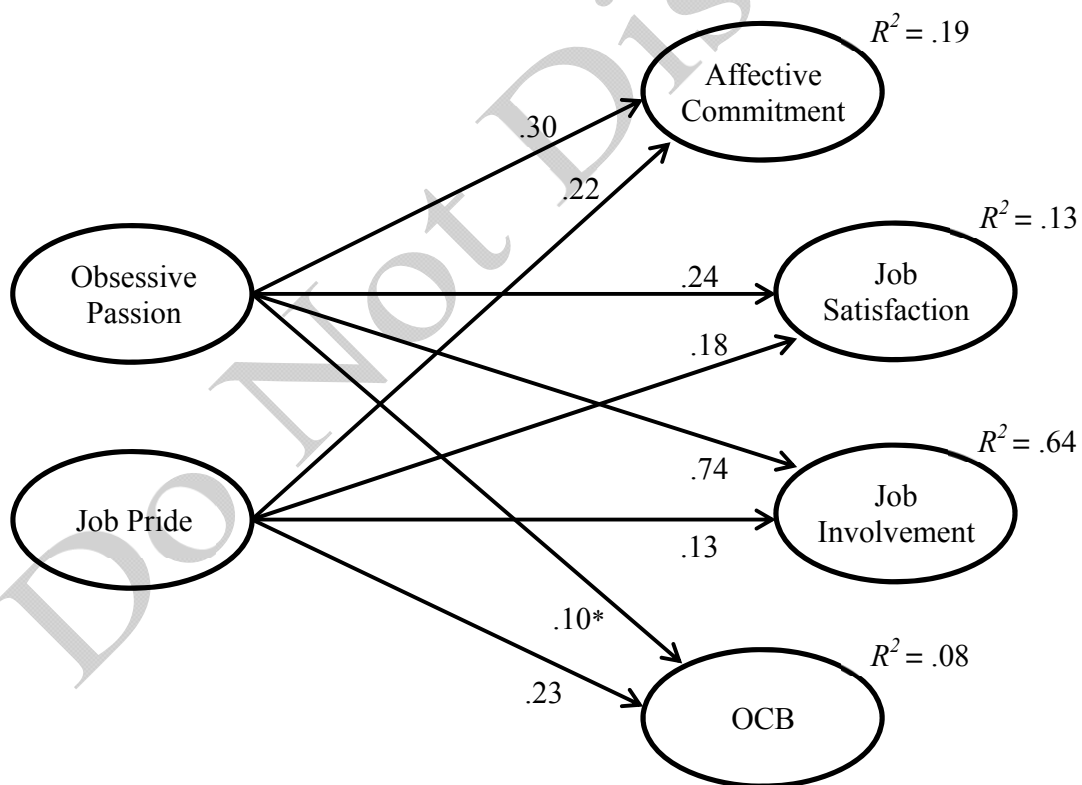 R² = .19
Affective
Commitment
.30
.22
R² = .13
Obsessive
Passion
.24
Job
Satisfaction
.18
R² = .64
.74
Job Pride
.13
Job
Involvement
.10*
R² = .08
.23
OCB
Do Not Dis